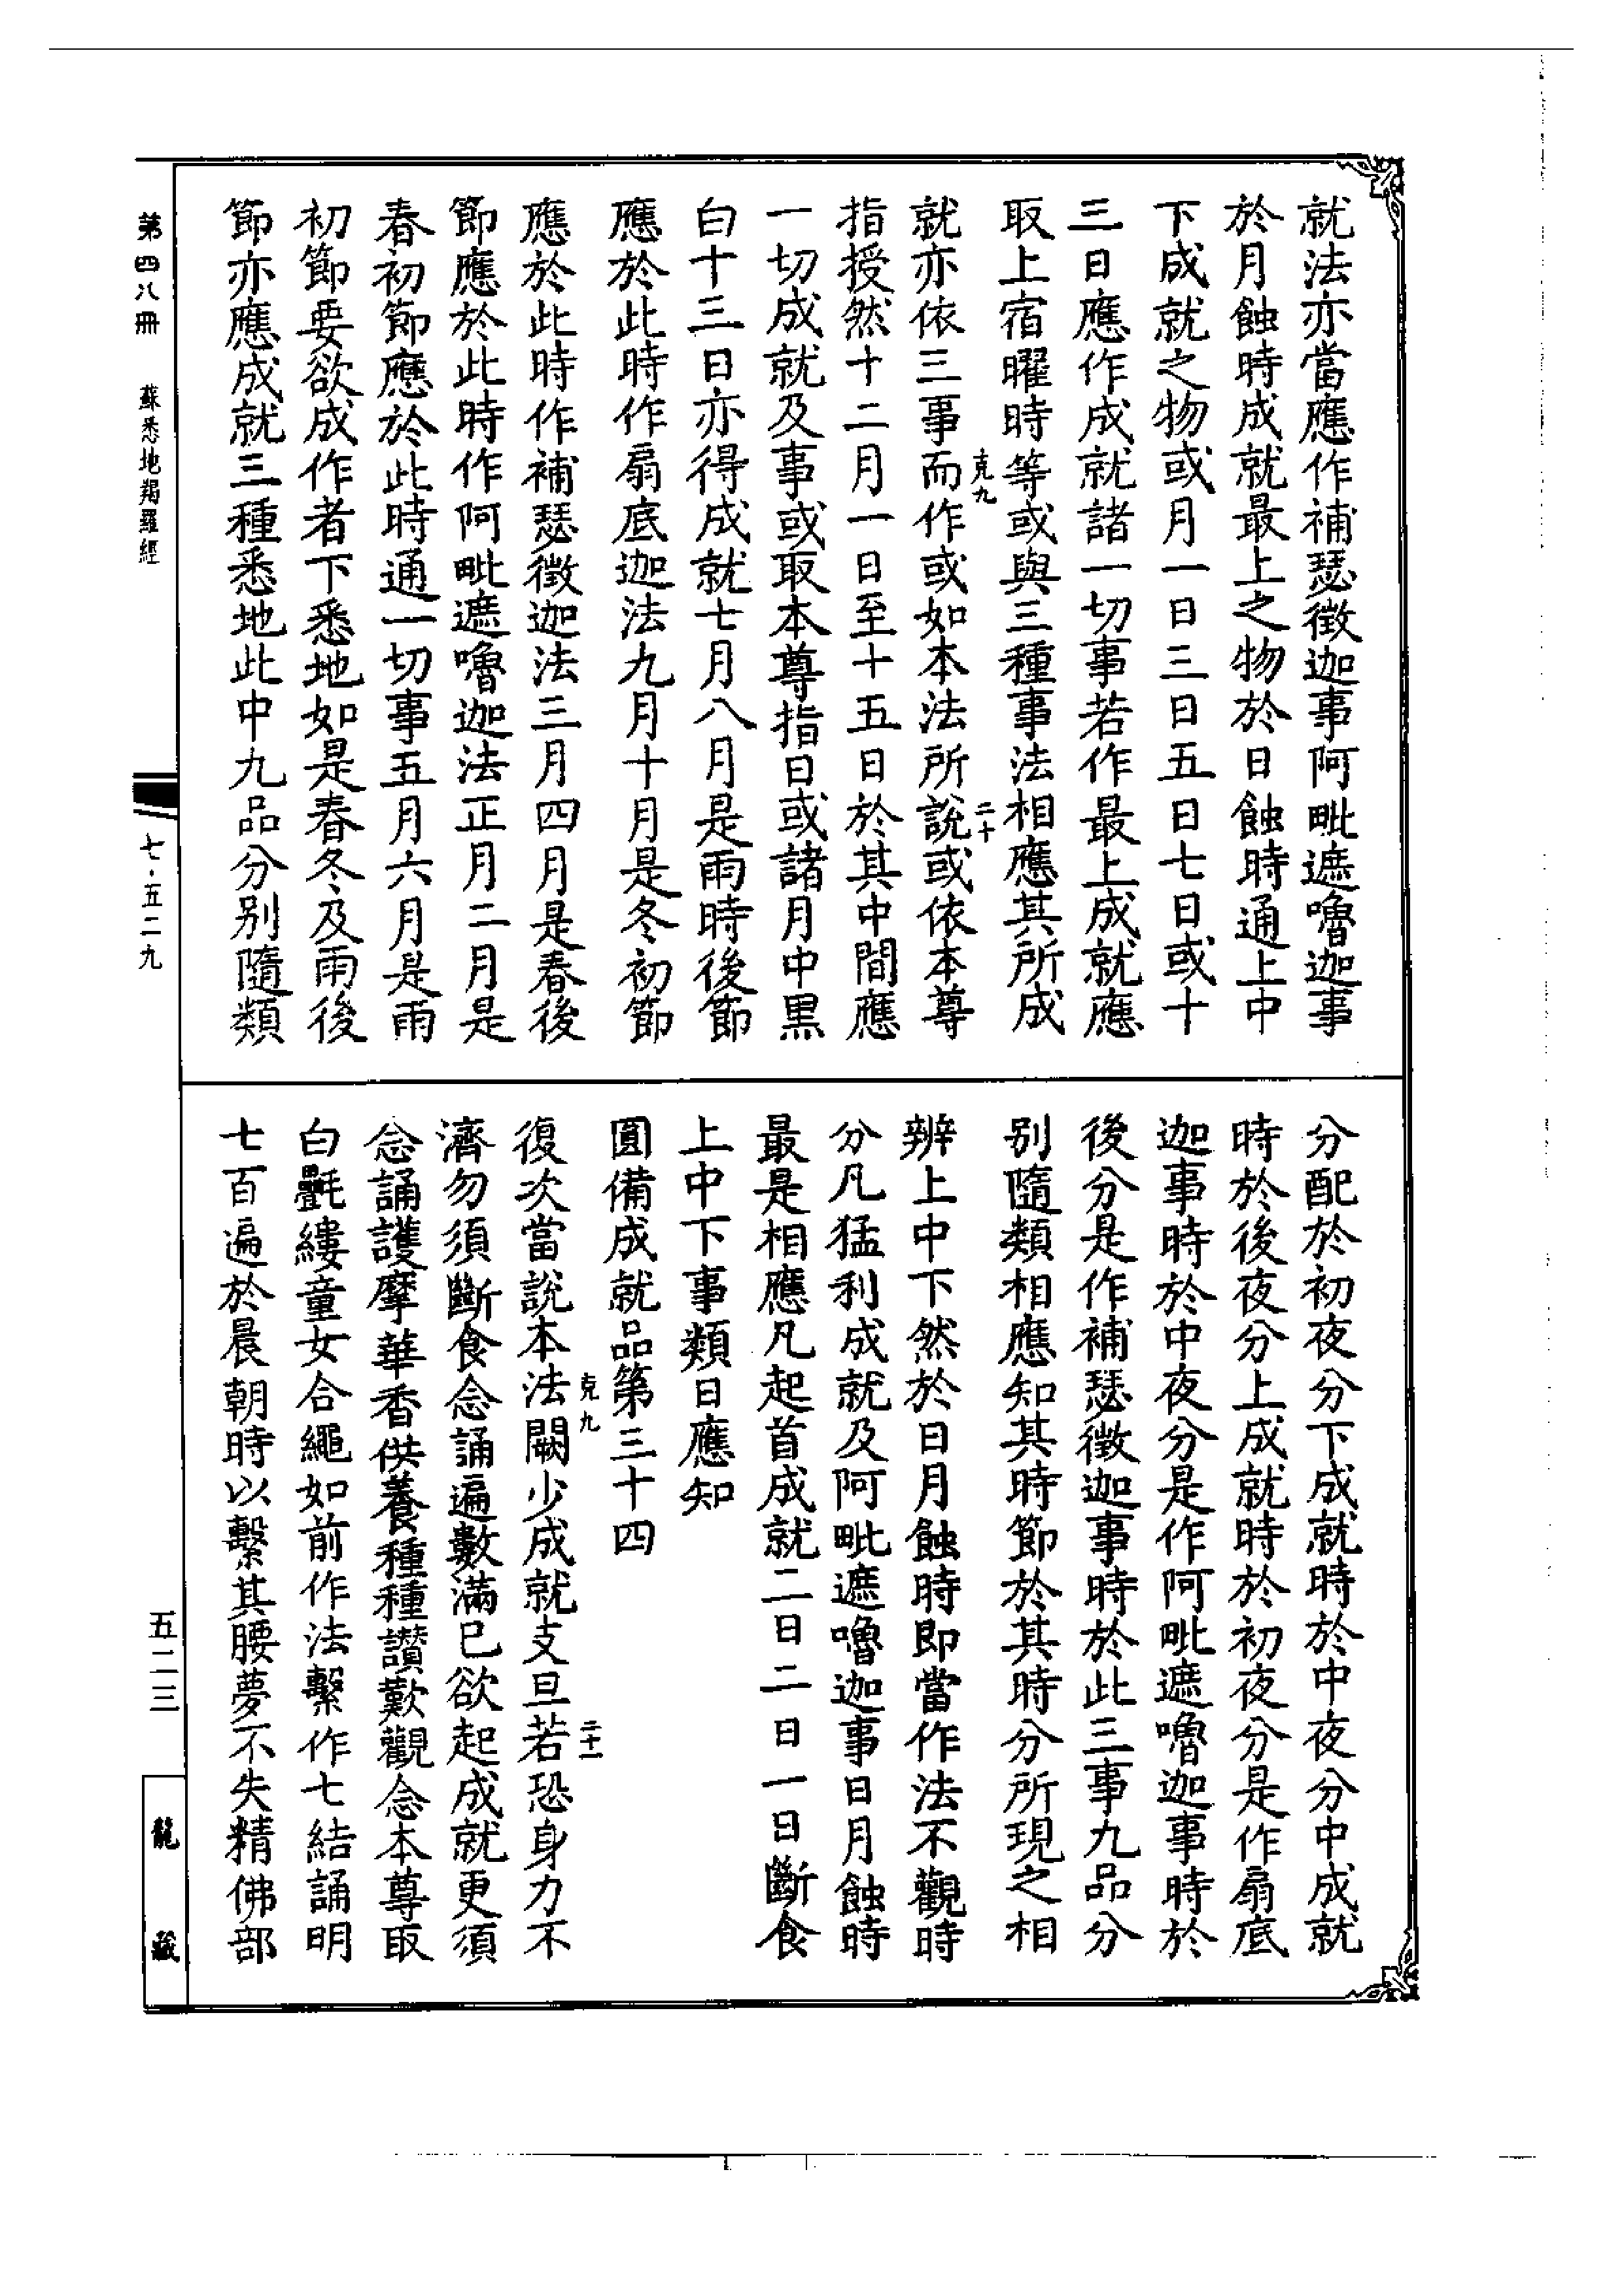 就法亦當應作補瑟徵迦事阿毗遮嚕迦事
於月蝕時成就最上之物於日蝕時通上中
下成就之物或月一日三日五日七日或十
三日應作成就諸一切事若作最上成就應
取上宿曜時等或與三種事法相應其所成
克九
二十
就亦依三事而作或如本法所說或依本尊
指授然十二月一日至十五日於其中間應
一切成就及事或取本尊指日或諸月中黑
白十三日亦得成就七月八月是雨時後節
應於此時作扇底迦法九月十月是冬初節
應於此時作補瑟徵迦法三月四月是春後
節應於此時作阿毗遮嚕迦法正月二月是
春初節應於此時通一切事五月六月是雨
初節要欲成作者下悉地如是春冬及雨後
節亦應成就三種悉地此中九品分別隨類
分配於初夜分下成就時於中夜分中成就
時於後夜分上成就時於初夜分是作扇底
迦事時於中夜分是作阿毗遮嚕迦事時於
後分是作補瑟徵迦事時於此三事九品分
別隨類相應知其時節於其時分所現之相
辨上中下然於日月蝕時即當作法不觀時
分凡猛利成就及阿毗遮嚕迦事日月蝕時
最是相應凡起首成就二日二日一日斷食
上中下事類日應知
圓備成就品第三十四
克九
二十一
復次當說本法闕少成就支旦若恐身力不
濟勿須斷食念誦遍數滿已欲起成就更須
念誦護摩華香供養種種讚歎觀念本尊取
白㲲縷童女合繩如前作法繫作七結誦明
七百遍於晨朝時以繫其腰夢不失精佛部
第四八冊 蘇悉地羯羅經
七·五二九
五二三
龍藏